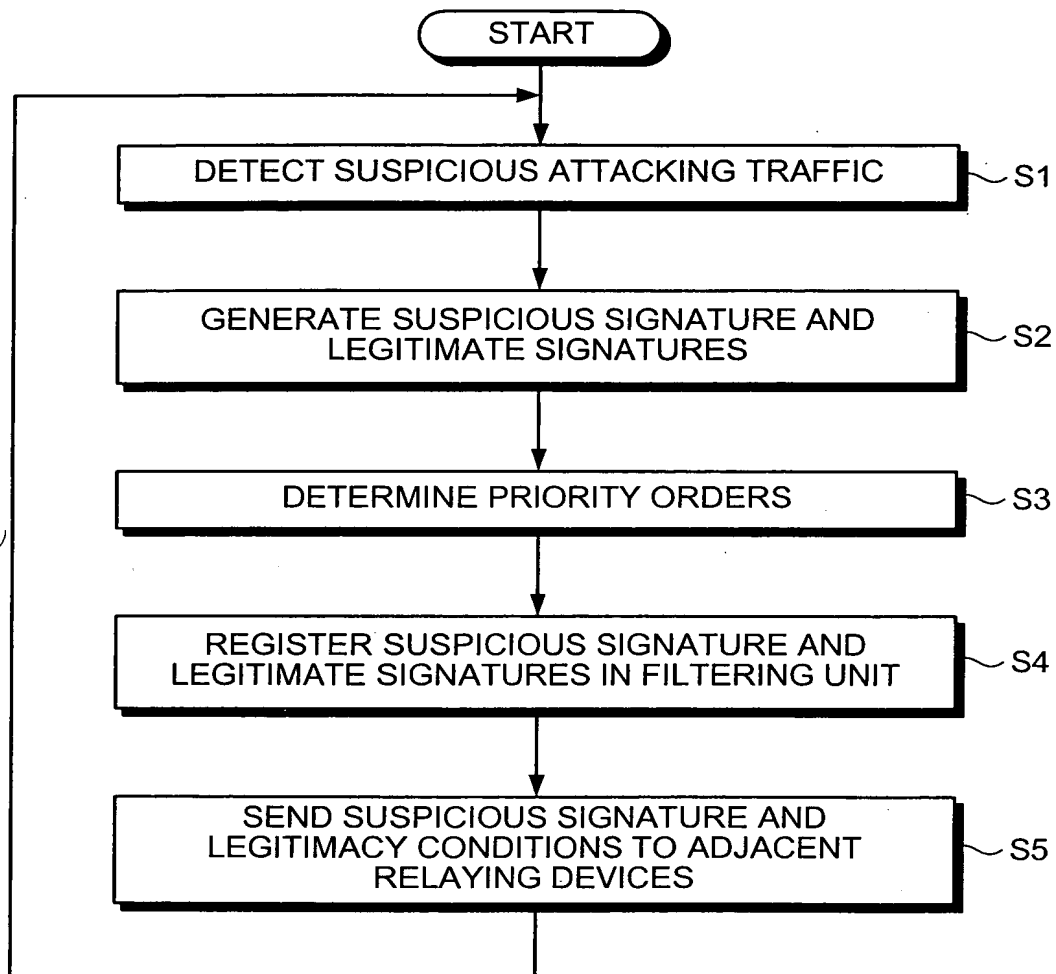 START
DETECT SUSPICIOUS ATTACKING TRAFFIC
S1
GENERATE SUSPICIOUS SIGNATURE AND
LEGITIMATE SIGNATURES
S2
DETERMINE PRIORITY ORDERS
S3
REGISTER SUSPICIOUS SIGNATURE AND
LEGITIMATE SIGNATURES IN FILTERING UNIT
S4
SEND SUSPICIOUS SIGNATURE AND
LEGITIMACY CONDITIONS TO ADJACENT
RELAYING DEVICES
S5